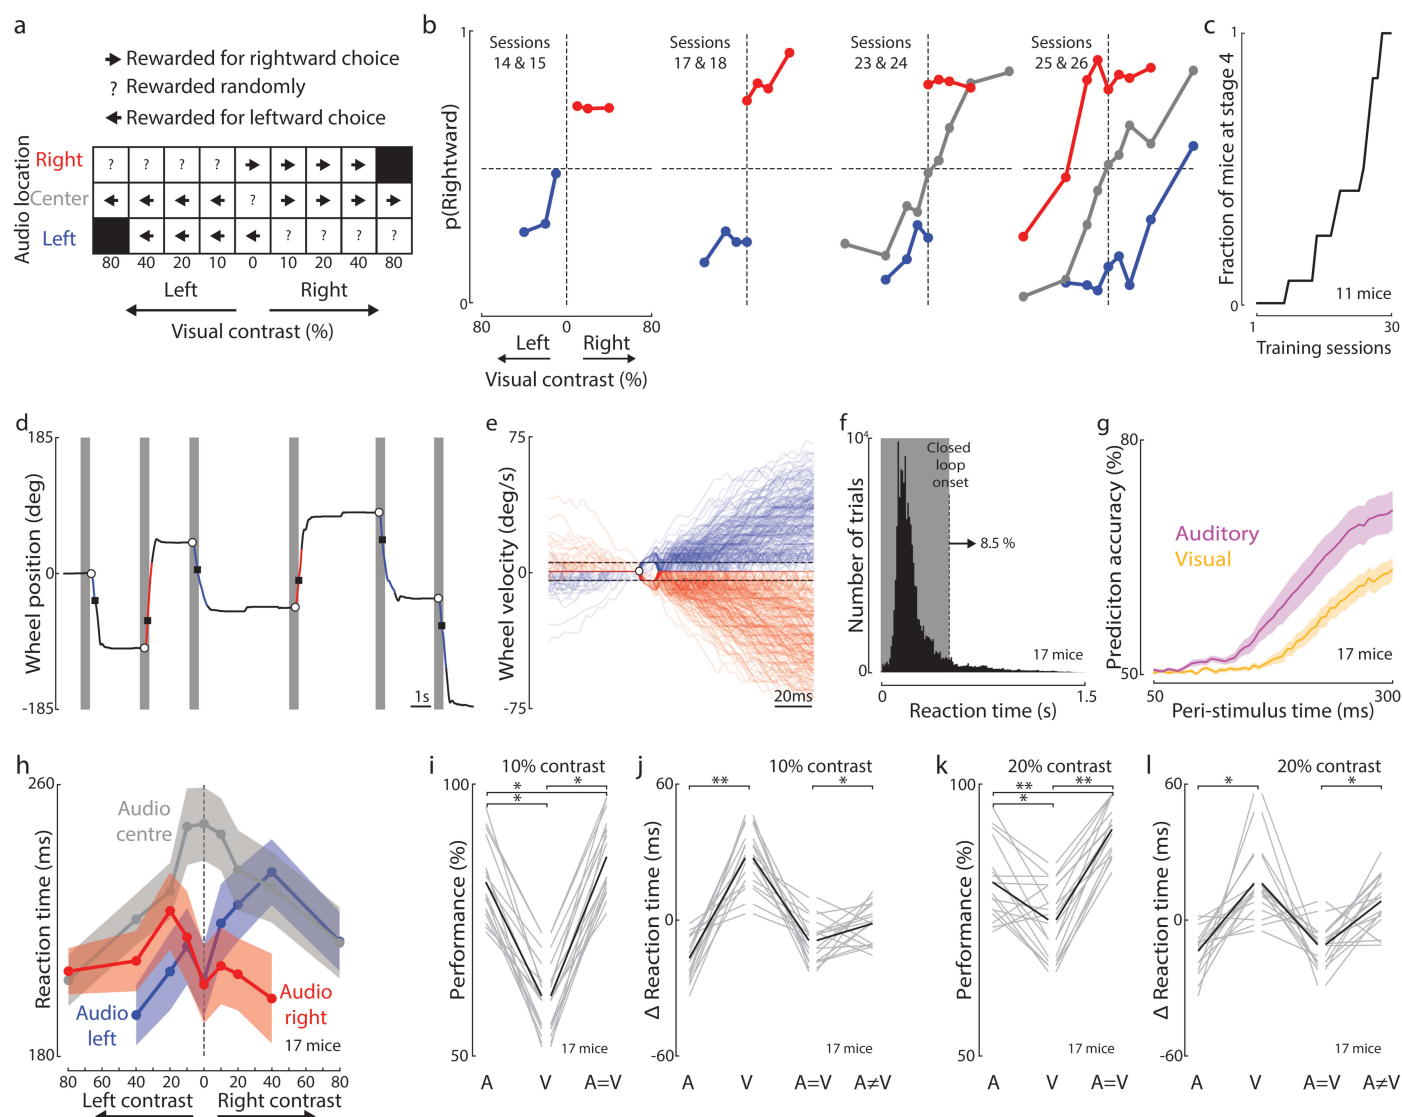 a
Rewarded for rightward choice
? Rewarded randomly
Rewarded for leftward choice
Audio location
Right
? ? ? ?
Center
?
Left
? ? ? ?
80 40 20 10 0 10 20 40 80
Left Right
Visual contrast (%)
b
1
p(Rightward)
0
Sessions
14 & 15
Sessions
17 & 18
Sessions
23 & 24
Sessions
25 & 26
80 0 80
Left Right
Visual contrast (%)
c
1
Fraction of mice at stage 4
0
11 mice
1 30
Training sessions
d
185
Wheel position (deg)
0
-185
1s
e
75
Wheel velocity (deg/s)
0
-75
20ms
f
10⁴
Number of trials
0
Closed
loop
onset
8.5 %
17 mice
0 1.5
Reaction time (s)
g
80
Prediciton accuracy (%)
50
Auditory
Visual
17 mice
50 300
Peri-stimulus time (ms)
h
260
Reaction time (ms)
180
Audio
centre
Audio
left
Audio
right
17 mice
80 40 20 0 20 40 80
Left contrast Right contrast
i
10% contrast
100
Performance (%)
50
*
*
*
17 mice
A V A=V
j
10% contrast
60
Δ Reaction time (ms)
0
-60
**
*
17 mice
A V A=V A≠V
k
20% contrast
100
Performance (%)
50
**
*
**
17 mice
A V A=V
l
20% contrast
60
Δ Reaction time (ms)
0
-60
*
*
17 mice
A V A=V A≠V